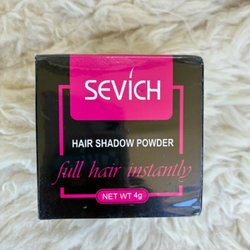 SEVICH
HAIR SHADOW POWDER
full hair instantly
NET WT 4g